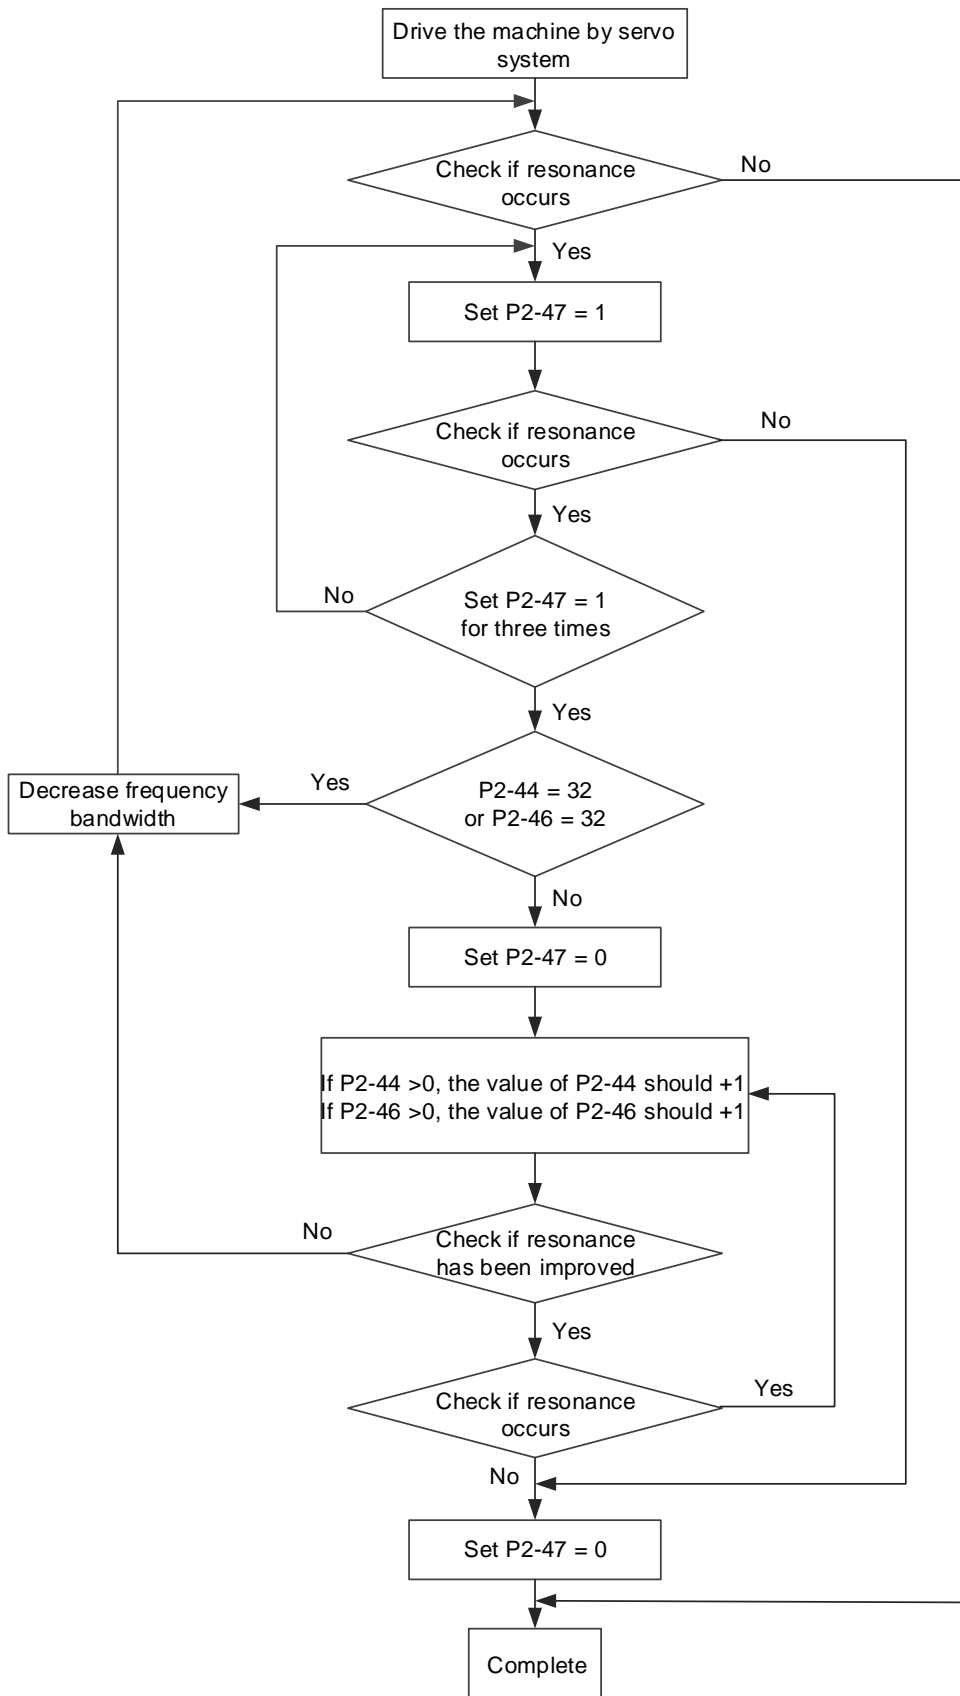 Drive the machine by servo
system
Check if resonance
occurs
No
Yes
Set P2-47 = 1
Check if resonance
occurs
No
Yes
Set P2-47 = 1
for three times
No
Yes
P2-44 = 32
or P2-46 = 32
Yes
Decrease frequency
bandwidth
No
Set P2-47 = 0
If P2-44 >0, the value of P2-44 should +1
If P2-46 >0, the value of P2-46 should +1
Check if resonance
has been improved
No
Yes
Check if resonance
occurs
Yes
No
Set P2-47 = 0
Complete